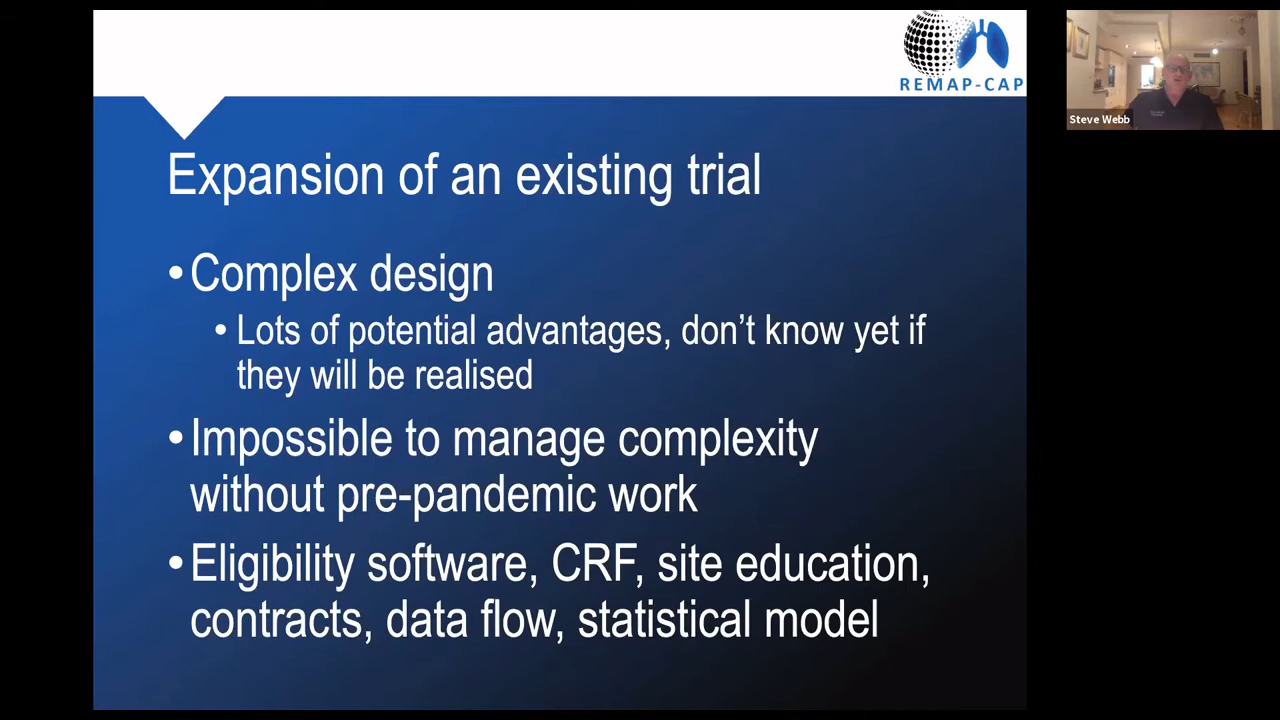 REMAP-CAP
Steve Webb
Expansion of an existing trial
•Complex design
• Lots of potential advantages, don’t know yet if
they will be realised
•Impossible to manage complexity
without pre-pandemic work
•Eligibility software, CRF, site education,
contracts, data flow, statistical model